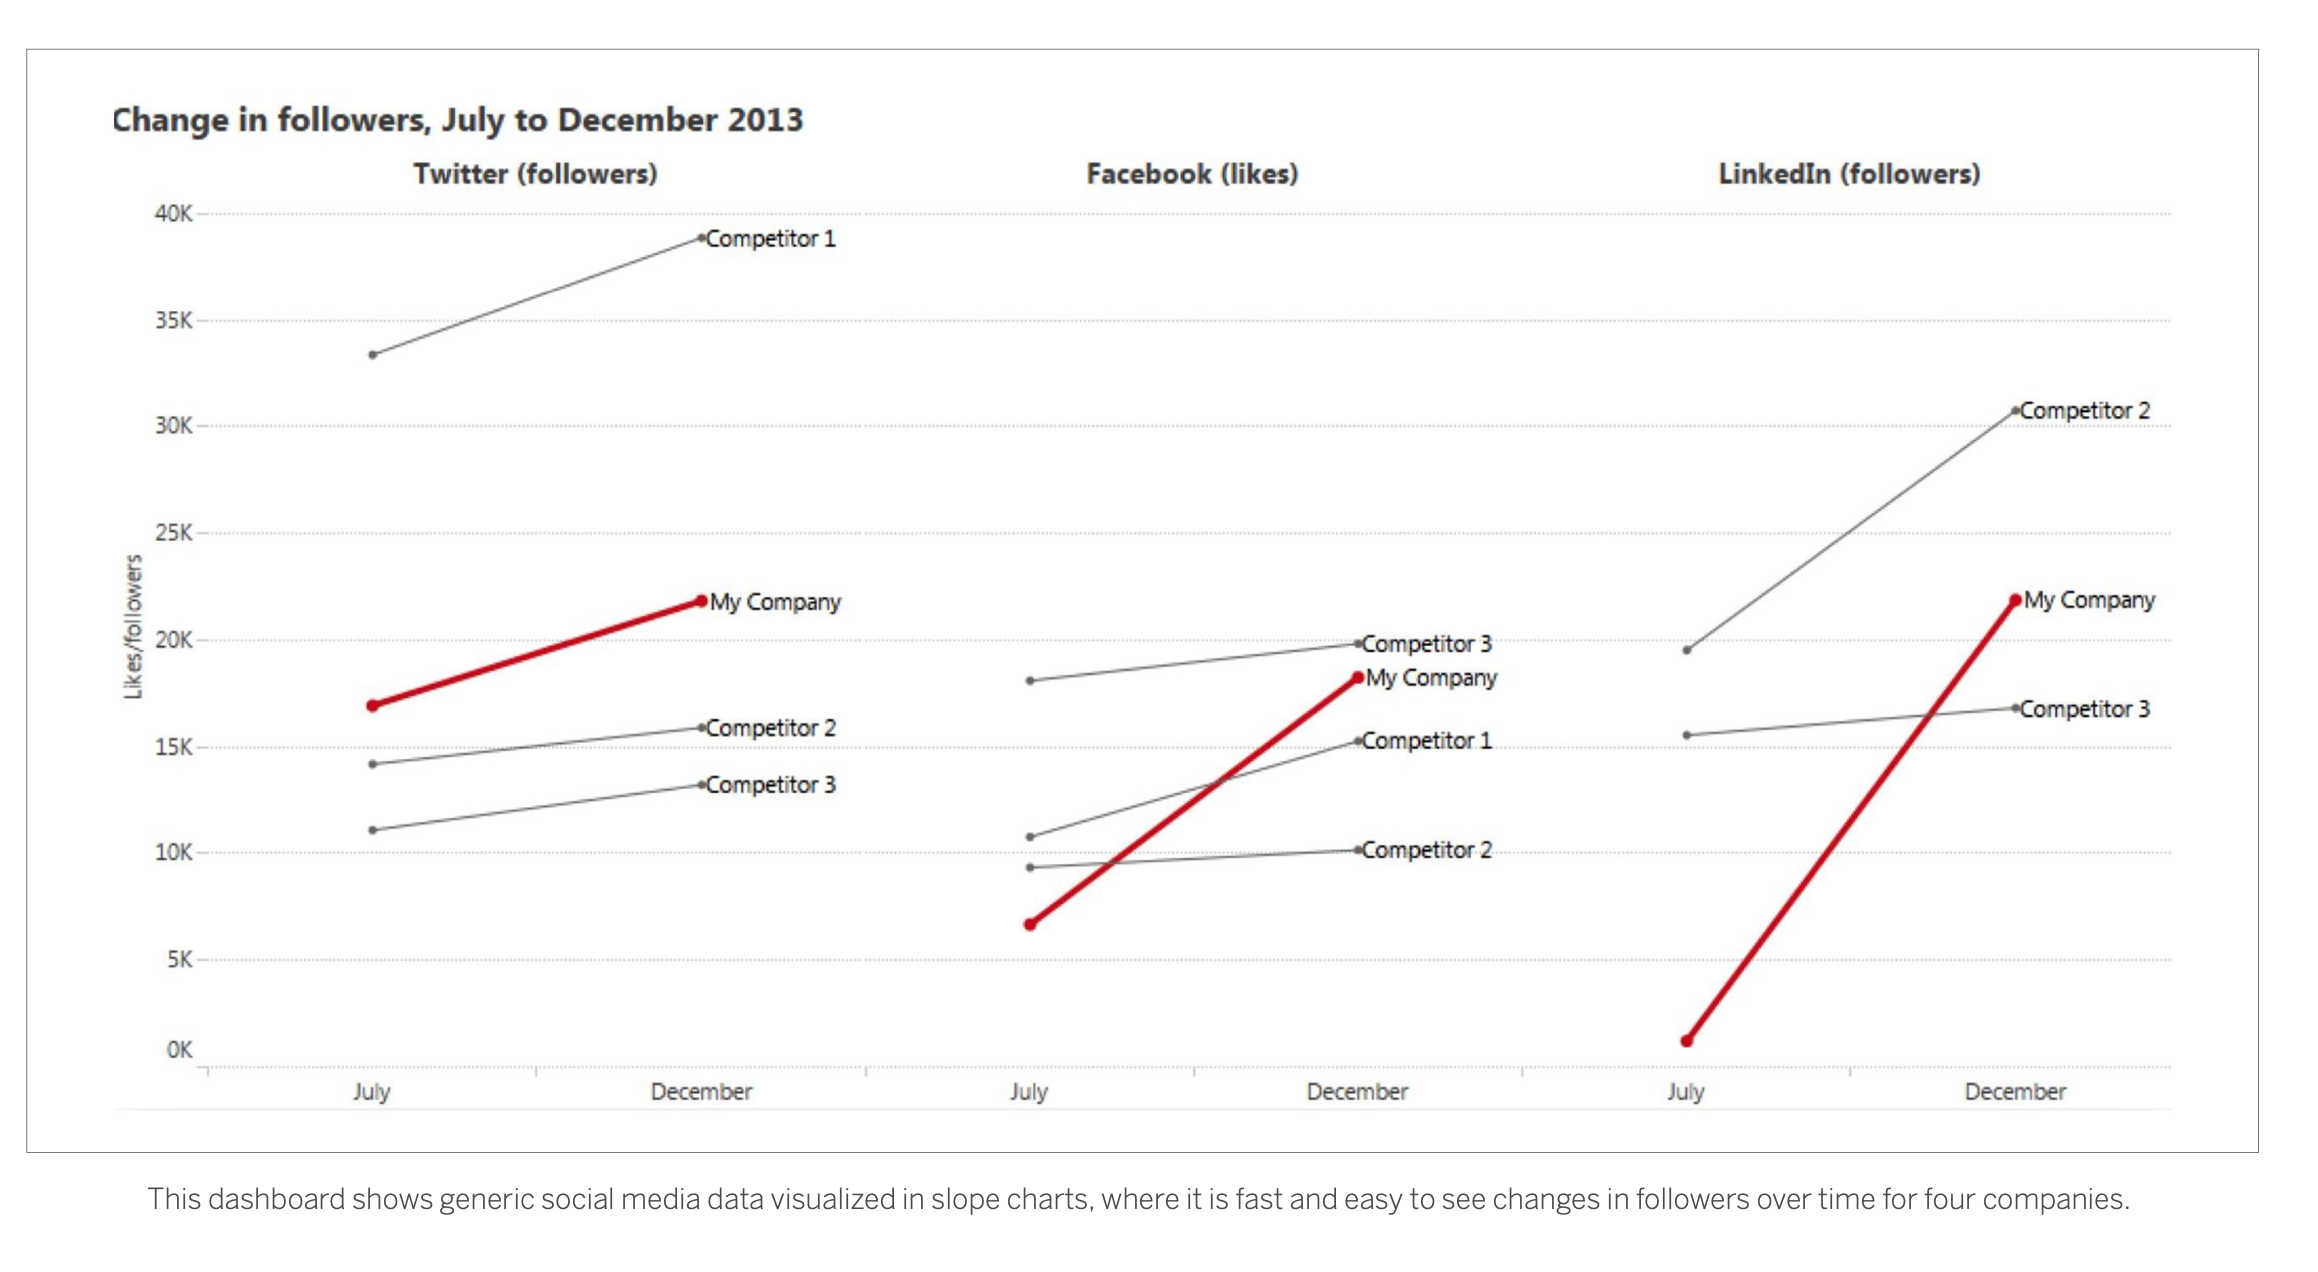 Change in followers, July to December 2013
Twitter (followers)
Facebook (likes)
LinkedIn (followers)
Likes/followers
40K
35K
30K
25K
20K
15K
10K
5K
0K
Competitor 1
My Company
Competitor 2
Competitor 3
Competitor 3
My Company
Competitor 1
Competitor 2
Competitor 2
My Company
Competitor 3
July
December
July
December
July
December
This dashboard shows generic social media data visualized in slope charts, where it is fast and easy to see changes in followers over time for four companies.